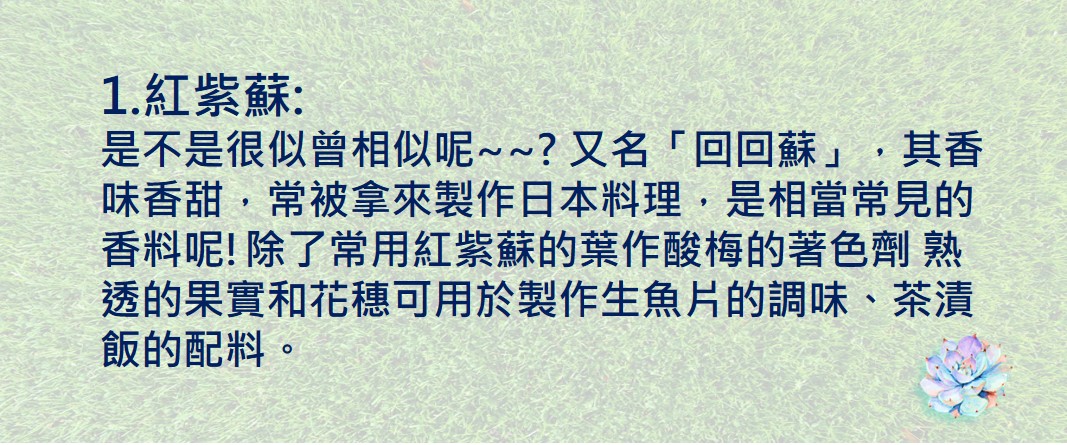 1.紅紫蘇:
是不是很似曾相似呢~~? 又名「回回蘇」，其香
味香甜，常被拿來製作日本料理，是相當常見的
香料呢! 除了常用紅紫蘇的葉作酸梅的著色劑 熟
透的果實和花穗可用於製作生魚片的調味、茶漬
飯的配料。